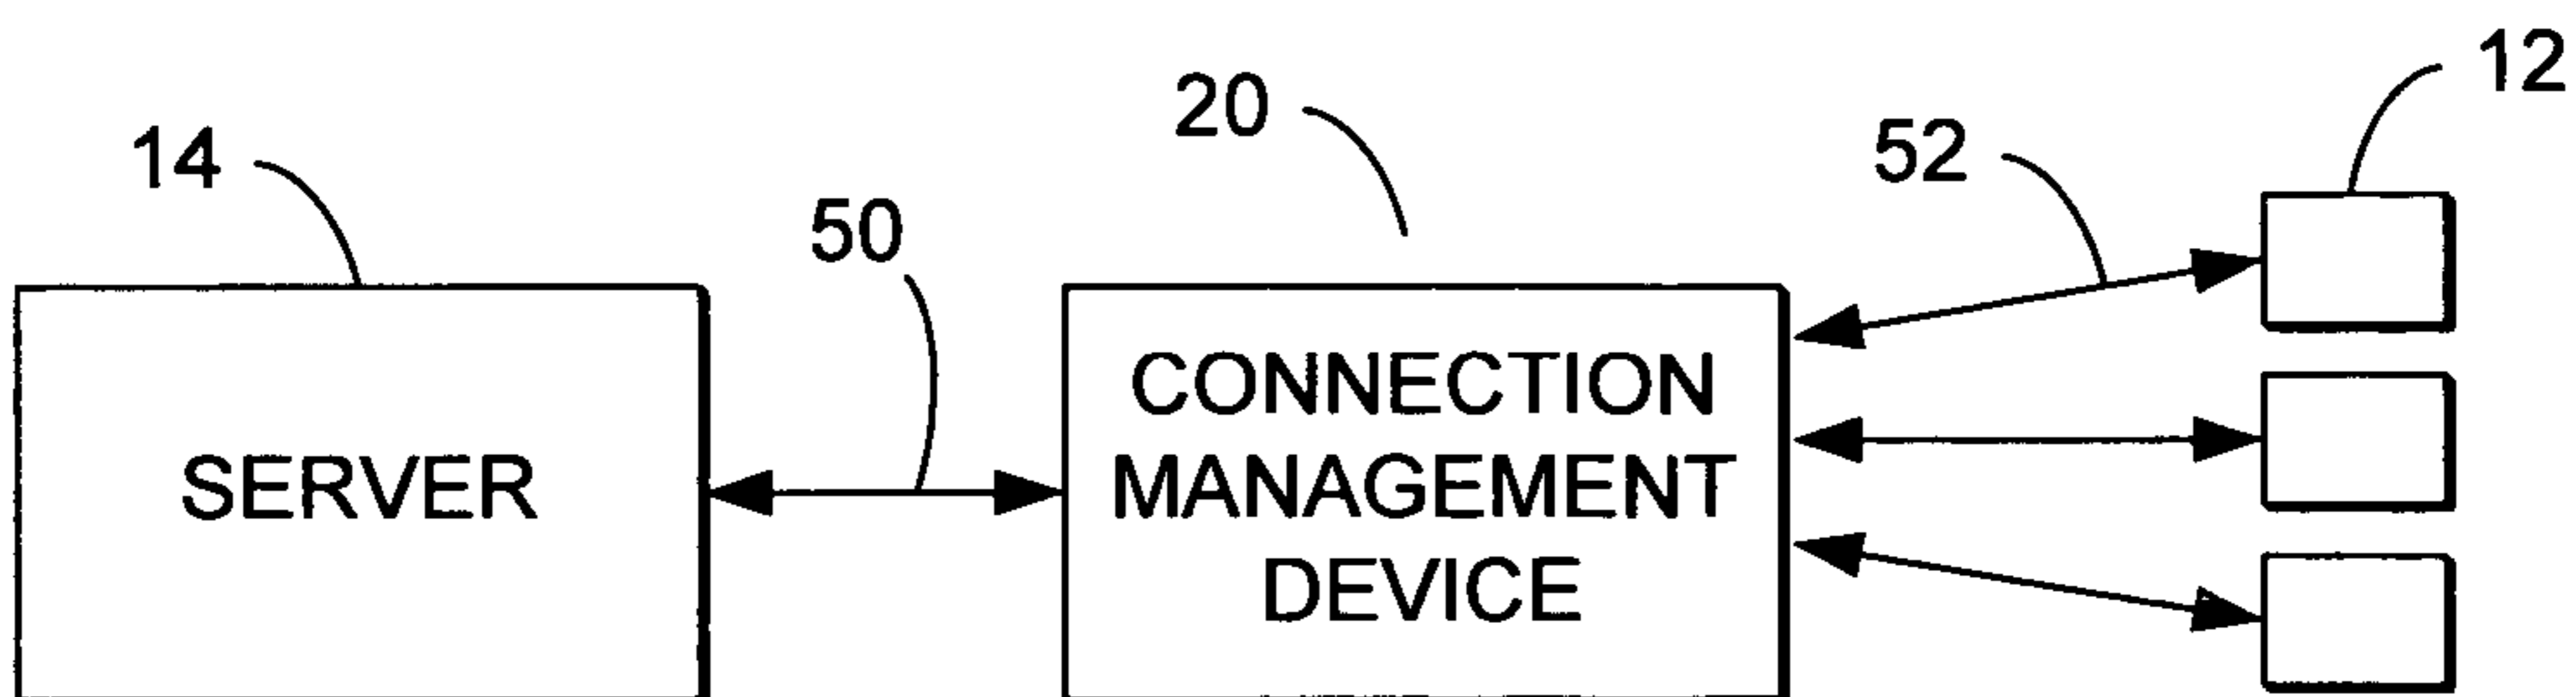 12
20
52
14
50
CONNECTION
MANAGEMENT
DEVICE
SERVER